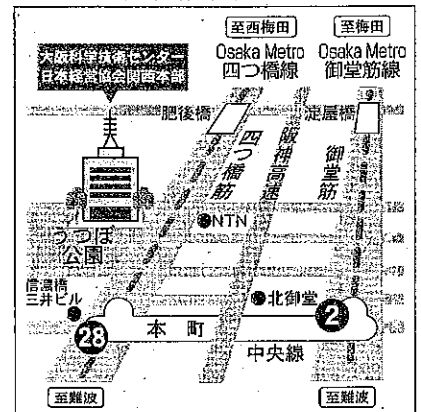 至西梅田
至梅田
Osaka Metro
四つ橋線
Osaka Metro
御堂筋線
大阪科学技術センター
日本経営協会関西本部
肥後橋
淀屋橋
四つ橋筋
阪神高速
御堂筋
NTN
うつぼ
公園
信濃橋
三井ビル
北御堂
28
本町
2
中央線
至難波
至難波